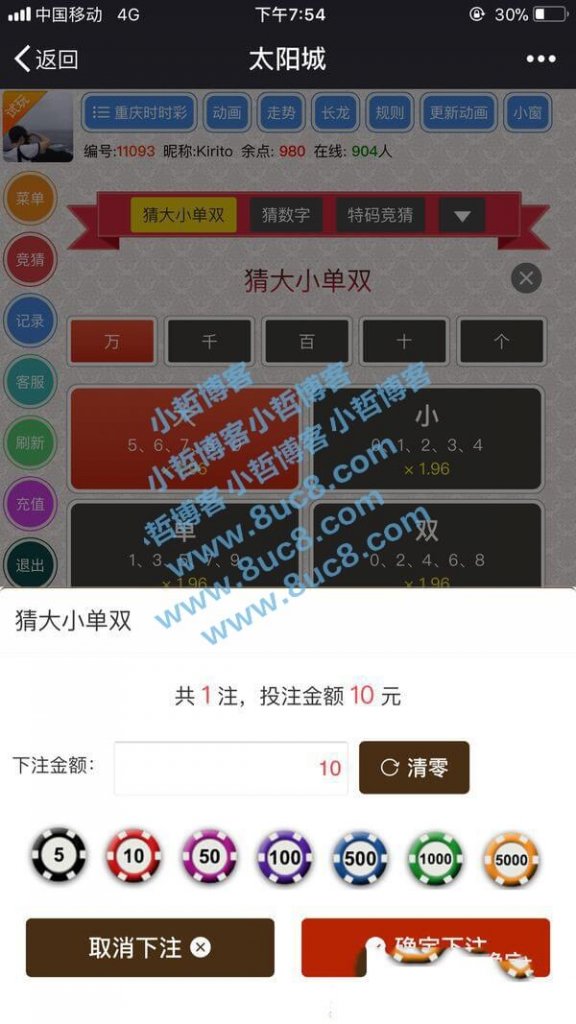 中国移动 4G 下午7:54 30%
返回 太阳城
试玩 重庆时时彩 动画 走势 长龙 规则 更新动画 小窗
编号:11093 昵称:Kirito 余点: 980 在线: 904人
菜单
猜大小单双 猜数字 特码竞猜
竞猜
猜大小单双
记录
万 千 百 十 个
客服
小
0、1、2、3、4
× 1.96
刷新
充值
单 双
0、2、4、6、8
× 1.96 × 1.96
退出
小哲博客
小哲博客 小哲博客
小哲博客 小哲博客 小哲博客
www.8uc8.com
www.8uc8.com
www.8uc8.com
猜大小单双
共 1 注，投注金额 10 元
下注金额: 10 清零
5 10 50 100 500 1000 5000
取消下注 确定下注